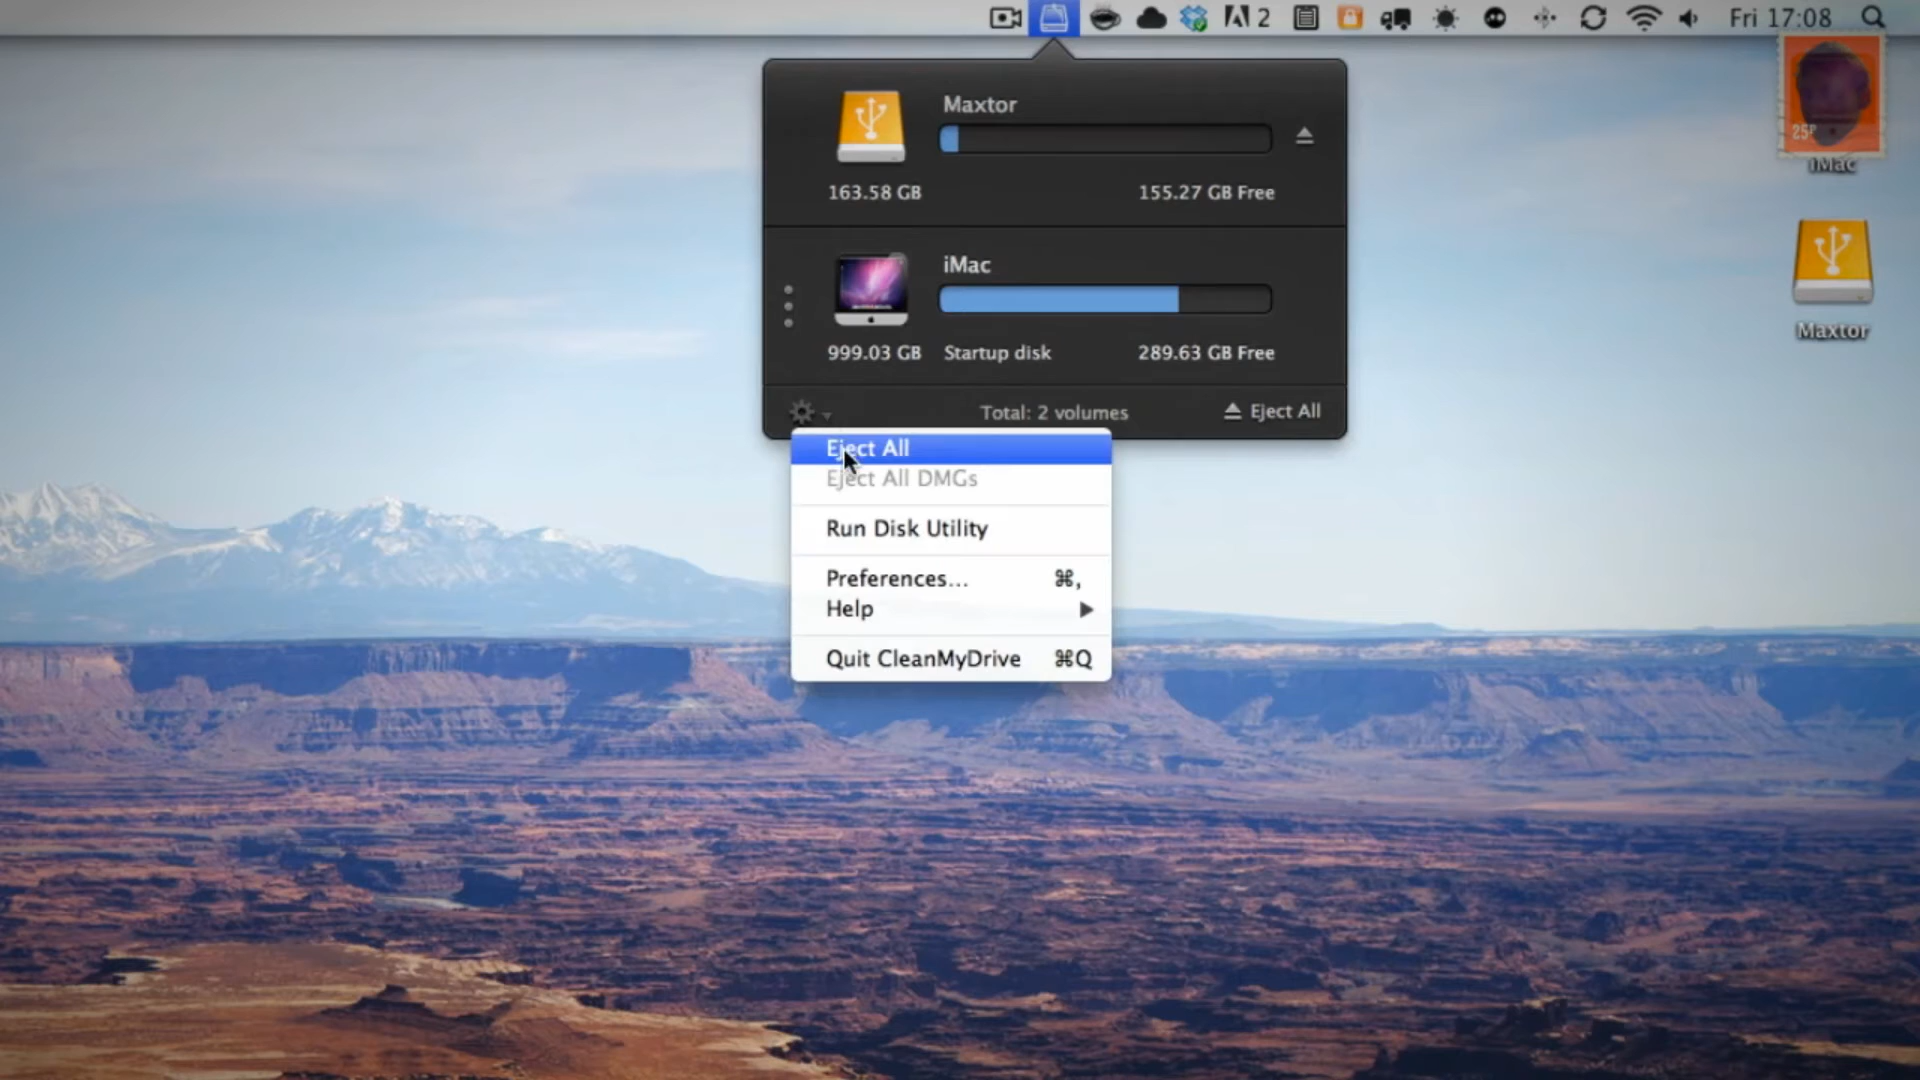 2
Fri 17:08
Maxtor
163.58 GB
155.27 GB Free
iMac
999.03 GB
Startup disk
289.63 GB Free
Total: 2 volumes
Eject All
Eject All
Eject All DMGs
Run Disk Utility
Preferences... ⌘,
Help
Quit CleanMyDrive ⌘Q
25P
iMac
Maxtor